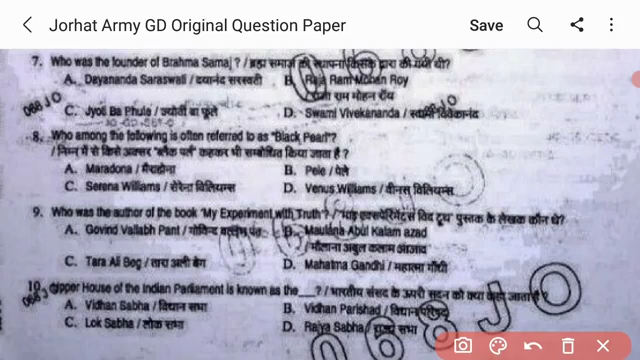 Jorhat Army GD Original Question Paper Save
7. Who was the founder of Brahma Samaj ? / ब्रह्म समाज की स्थापना किसके द्वारा की गयी थी?
A. Dayananda Saraswati / दयानंद सरस्वती B. Raja Ram Mohan Roy
राजा राम मोहन रॉय
C. Jyoti Ba Phule / ज्योती बा फूले D. Swami Vivekananda / स्वामी विवेकानंद
8. Who among the following is often referred to as "Black Pearl"?
/ निम्न में से किसे अक्सर "ब्लैक पर्ल" कहकर भी सम्बोधित किया जाता है ?
A. Maradona / मैराडोना B. Pele / पेले
C. Serena Williams / सेरेना विलियम्स D. Venus Williams / वीनस विलियम्स
9. Who was the author of the book 'My Experiment with Truth'? / 'माई एक्सपेरिमेंट्स विद ट्रूथ' पुस्तक के लेखक कौन थे?
A. Govind Vallabh Pant / गोविन्द वल्लभ पंत B. Maulana Abul Kalam azad
मौलाना अबुल कलाम आजाद
C. Tara Ali Beg / तारा अली बेग D. Mahatma Gandhi / महात्मा गाँधी
10. Upper House of the Indian Parliament is known as the___? / भारतीय संसद के ऊपरी सदन को क्या कहा जाता है ?
A. Vidhan Sabha / विधान सभा B. Vidhan Parishad / विधान परिषद
C. Lok Sabha / लोक सभा D. Rajya Sabha / राज्य सभा
068 J O